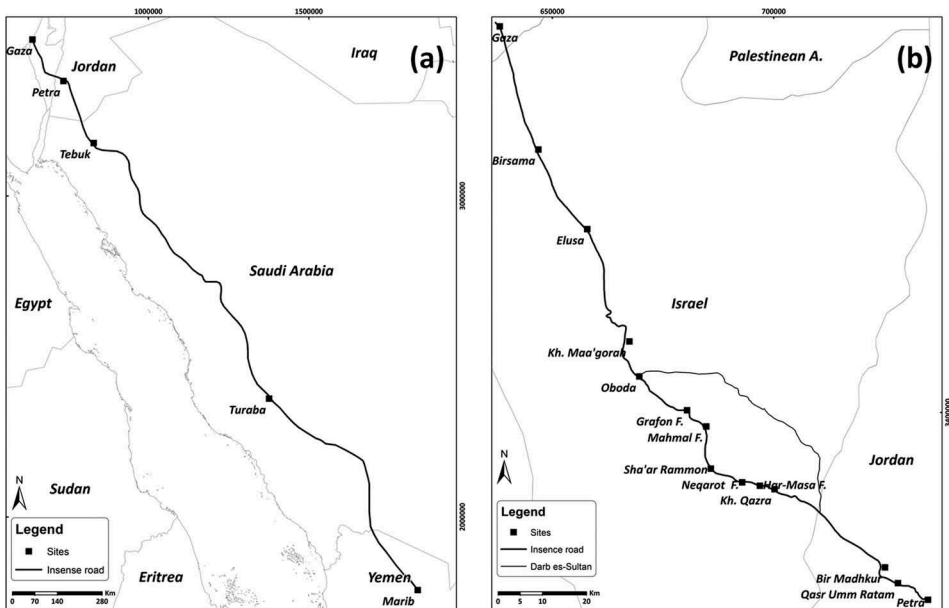 1000000
1500000
Gaza
Jordan
Iraq
(a)
Petra
Tebuk
3000000
Saudi Arabia
Egypt
Turaba
Sudan
N
2000000
Legend
Sites
Insense road
0 70 140 280 Km
Eritrea
Yemen
Marib
650000
700000
Gaza
Palestinean A.
(b)
Birsama
Elusa
Israel
Kh. Maa'gorah
Oboda
3400000
Grafon F.
Mahmal F.
Jordan
Sha'ar Rammon
Neqarot F.
Har-Masa F.
Kh. Qazra
N
Legend
Sites
Insence road
Darb es-Sultan
0 5 10 20 Km
Bir Madhkur
Qasr Umm Ratam
Petra